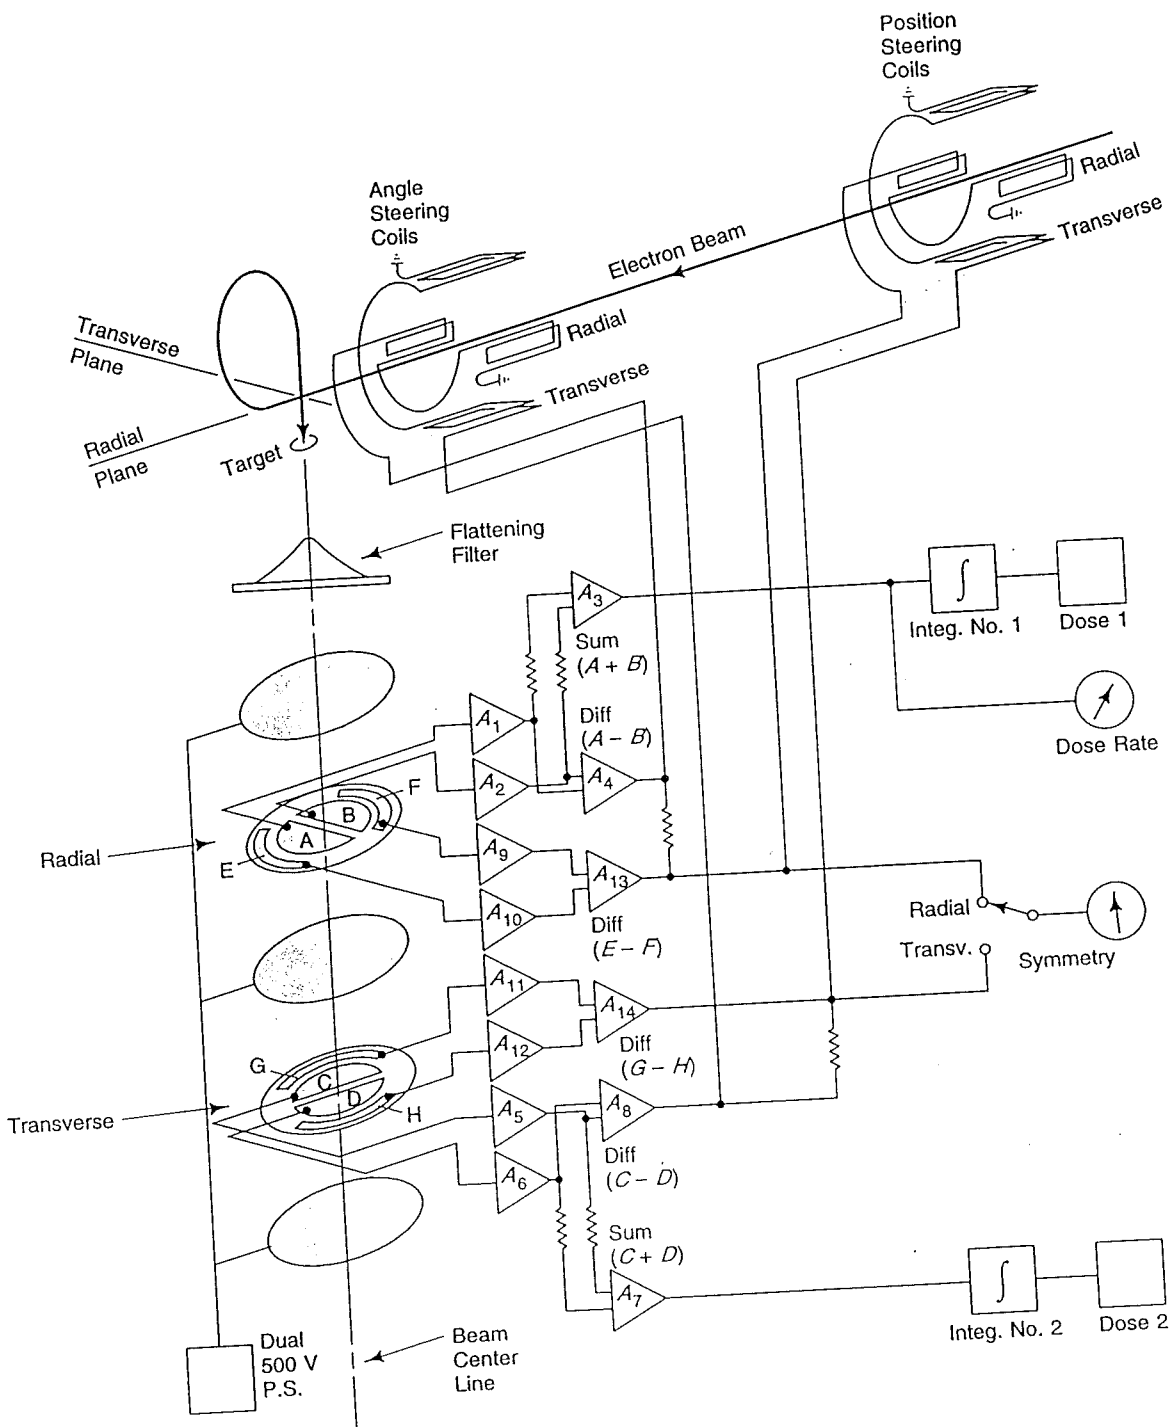 Position
Steering
Coils
Radial
Transverse
Angle
Steering
Coils
Electron Beam
Radial
Transverse
Transverse
Plane
Radial
Plane
Target
Flattening
Filter
A3
Sum
(A + B)
∫
Integ. No. 1
Dose 1
A1
Diff
(A − B)
Dose Rate
A2
A4
F
B
A
E
Radial
A9
A13
A10
Diff
(E − F)
Radial
Transv.
Symmetry
A11
A14
A12
Diff
(G − H)
G
C
D
H
Transverse
A5
A8
A6
Diff
(C − D)
Sum
(C + D)
A7
∫
Integ. No. 2
Dose 2
Dual
500 V
P.S.
Beam
Center
Line